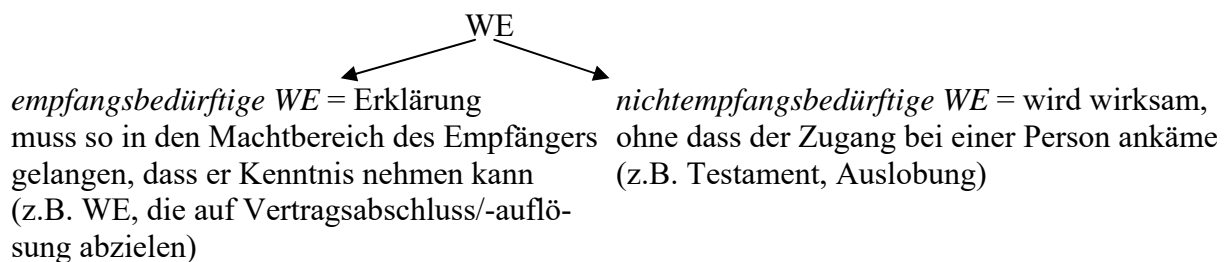 WE
empfangsbedürftige WE = Erklärung
muss so in den Machtbereich des Empfängers
gelangen, dass er Kenntnis nehmen kann
(z.B. WE, die auf Vertragsabschluss/-auflö-
sung abzielen)
nichtempfangsbedürftige WE = wird wirksam,
ohne dass der Zugang bei einer Person ankäme
(z.B. Testament, Auslobung)